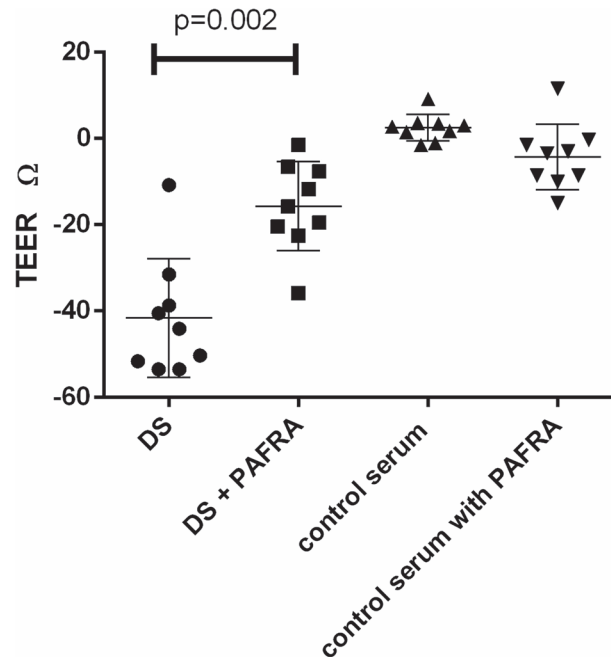 p=0.002
20
0
-20
-40
-60
TEER Ω
DS
DS + PAFRA
control serum
control serum with PAFRA